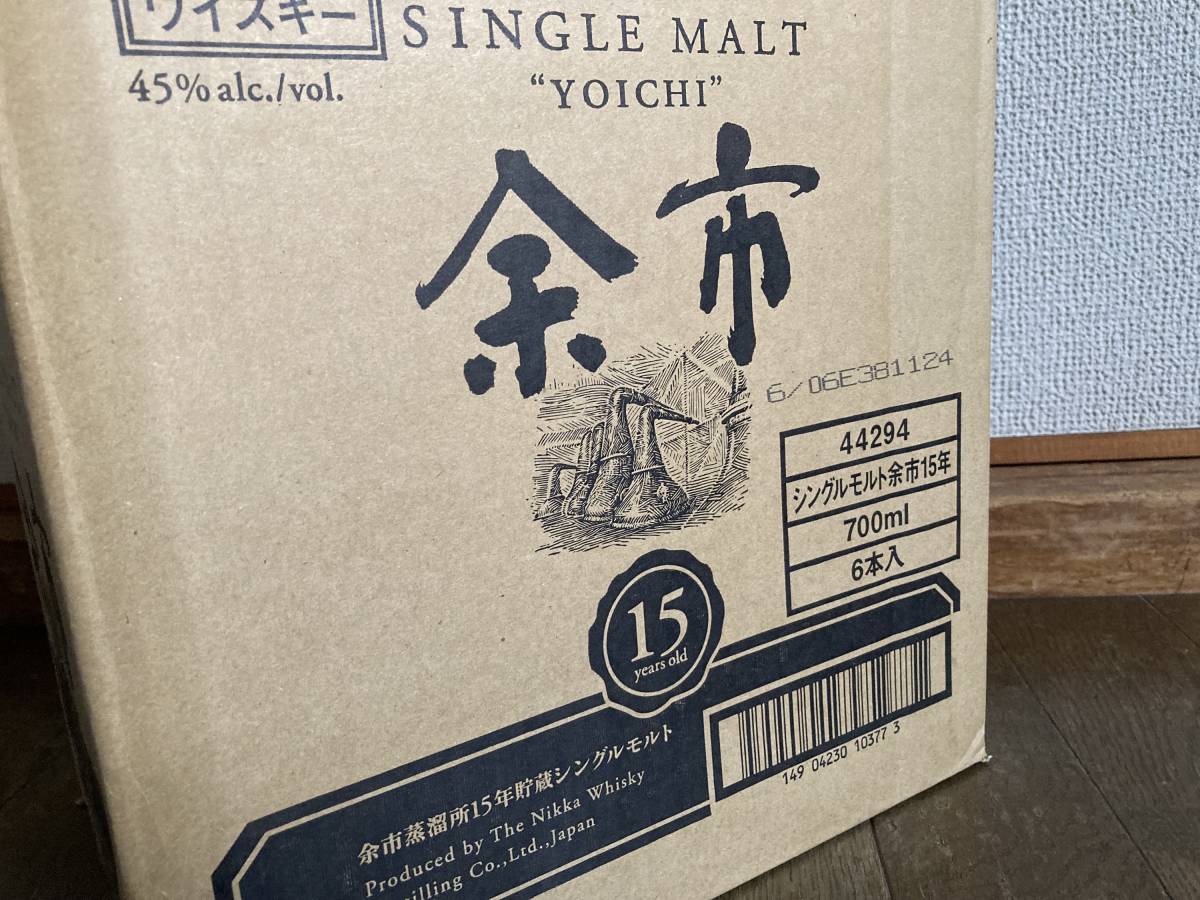 ウイスキー
SINGLE MALT
45% alc./vol.
“YOICHI”
余市
6/06E381124
44294
シングルモルト余市15年
700ml
6本入
15
years old
余市蒸溜所15年貯蔵シングルモルト
Produced by The Nikka Whisky
Co.,Ltd.,Japan
149 04230 10377 3